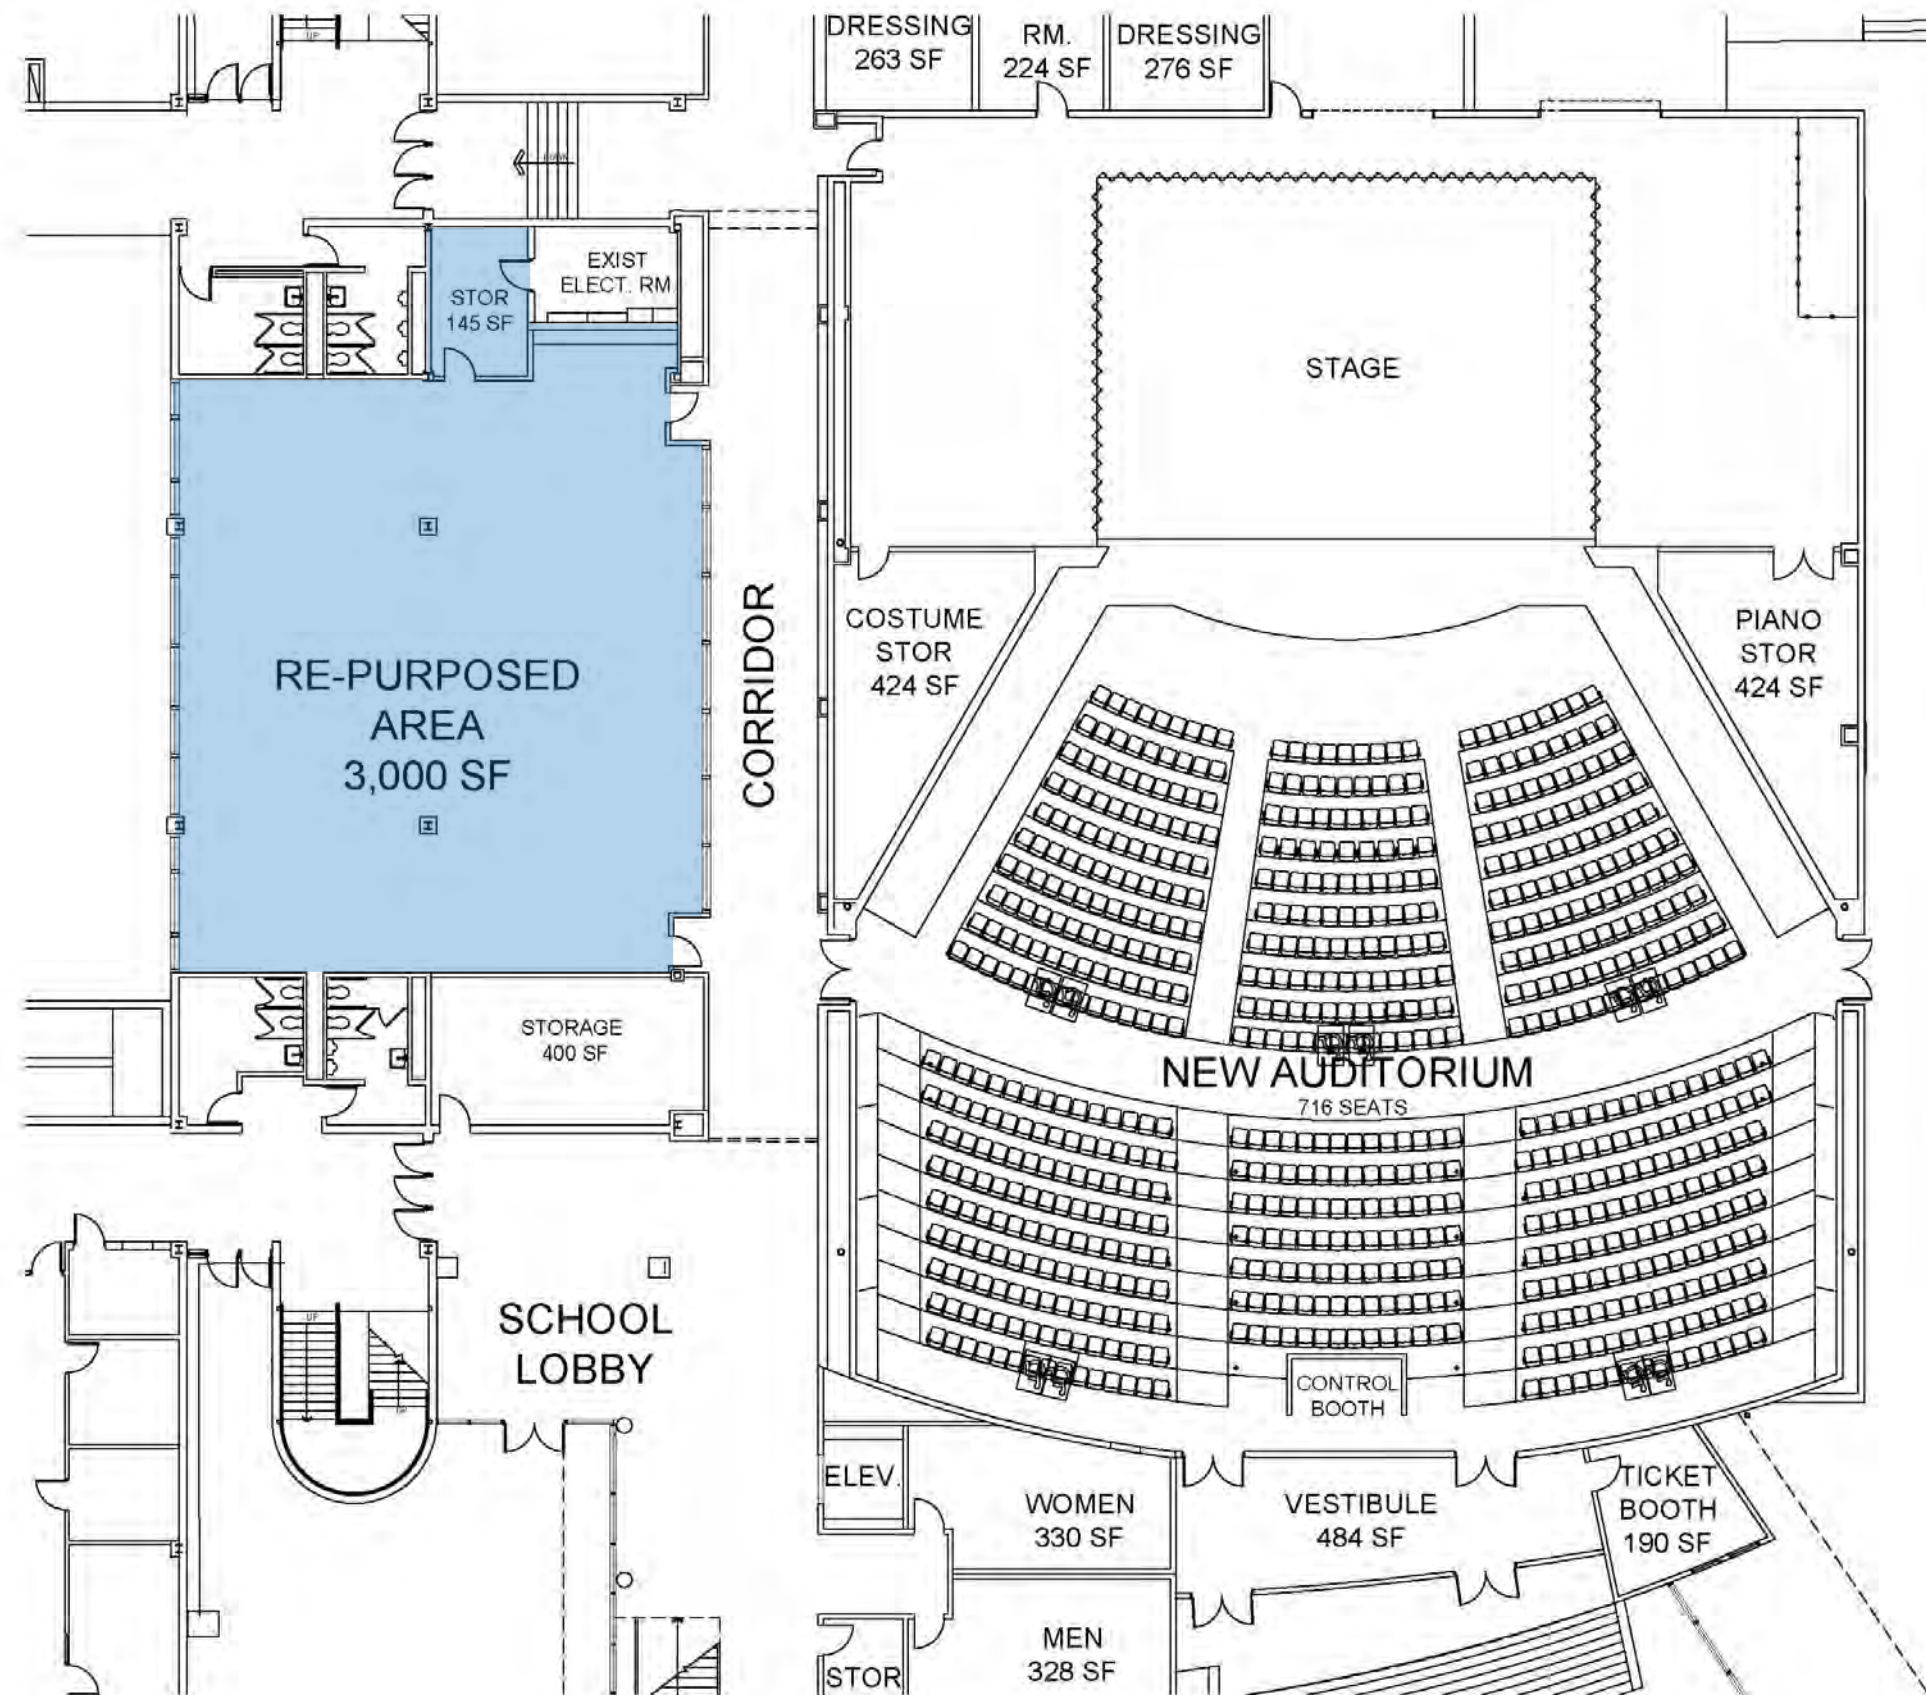 DRESSING
263 SF
RM.
224 SF
DRESSING
276 SF
UP
DOWN
EXIST
ELECT. RM
STOR
145 SF
STAGE
RE-PURPOSED
AREA
3,000 SF
CORRIDOR
COSTUME
STOR
424 SF
PIANO
STOR
424 SF
STORAGE
400 SF
NEW AUDITORIUM
716 SEATS
SCHOOL
LOBBY
UP
CONTROL
BOOTH
ELEV.
WOMEN
330 SF
VESTIBULE
484 SF
TICKET
BOOTH
190 SF
MEN
328 SF
STOR